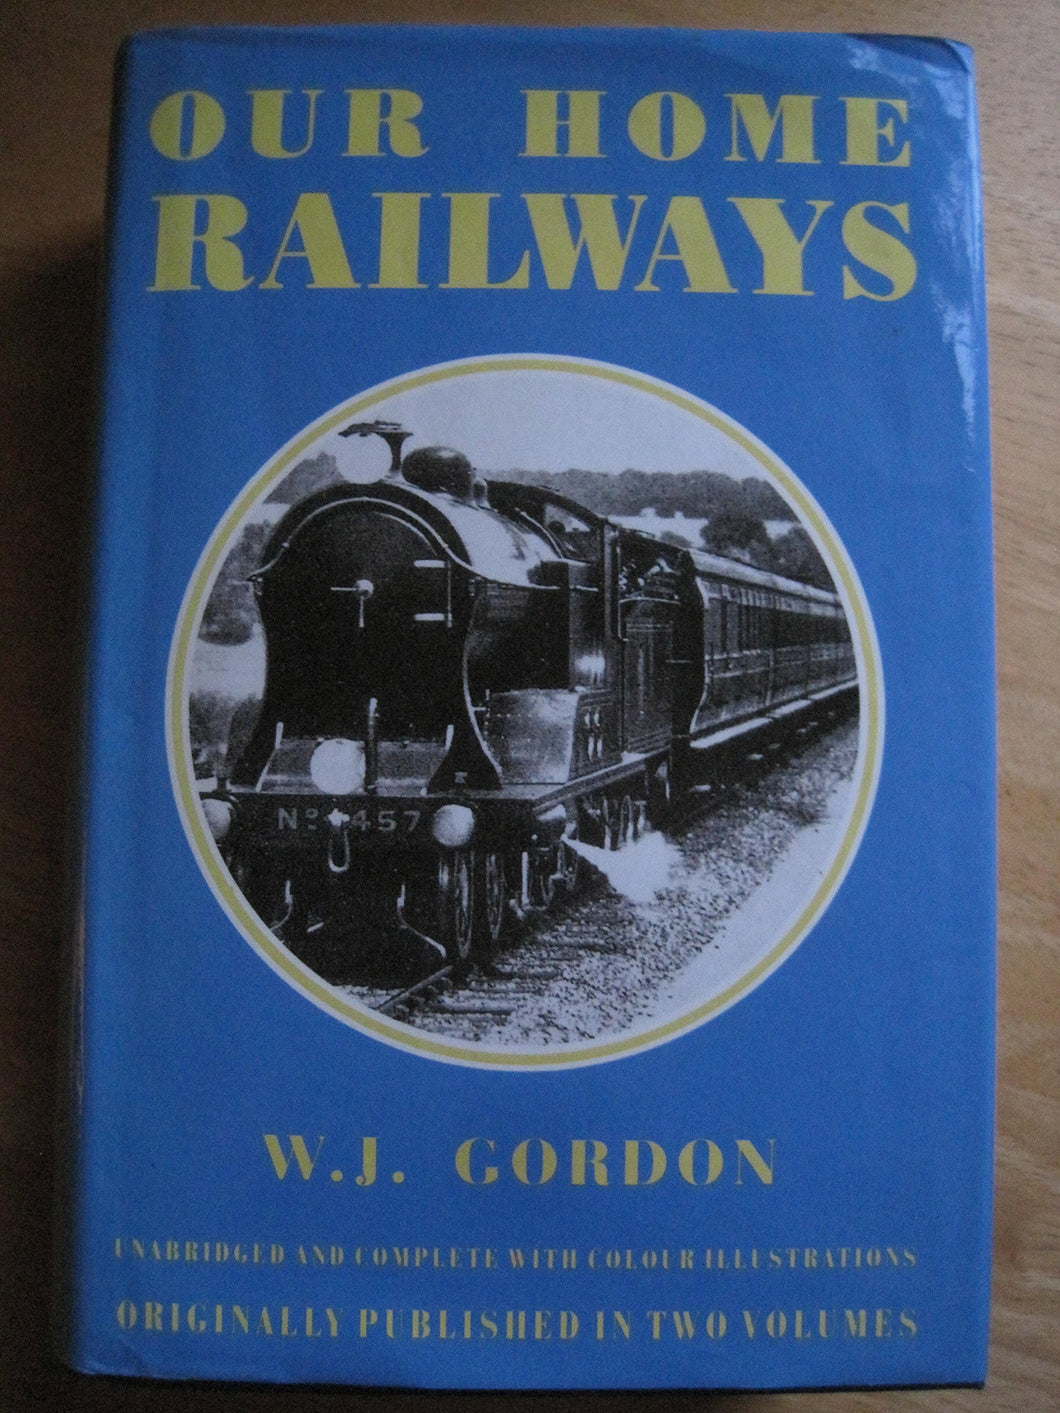 OUR HOME
RAILWAYS
Nº 457
W.J. GORDON
UNABRIDGED AND COMPLETE WITH COLOUR ILLUSTRATIONS
ORIGINALLY PUBLISHED IN TWO VOLUMES